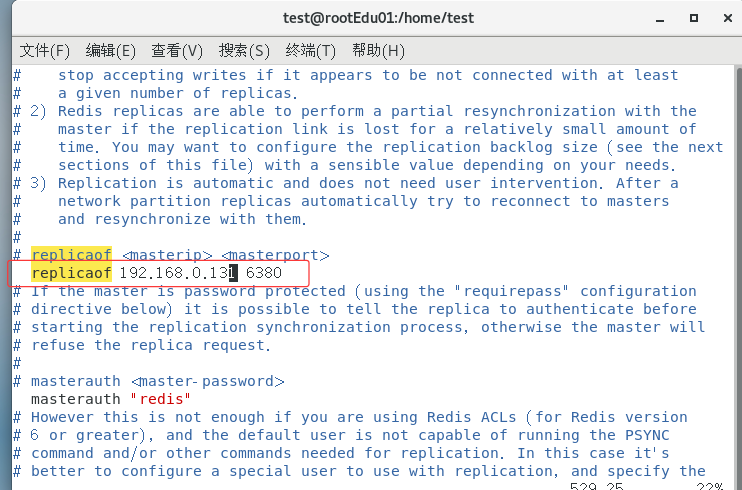 test@rootEdu01:/home/test
文件(F) 编辑(E) 查看(V) 搜索(S) 终端(T) 帮助(H)
#    stop accepting writes if it appears to be not connected with at least
#    a given number of replicas.
# 2) Redis replicas are able to perform a partial resynchronization with the
#    master if the replication link is lost for a relatively small amount of
#    time. You may want to configure the replication backlog size (see the next
#    sections of this file) with a sensible value depending on your needs.
# 3) Replication is automatic and does not need user intervention. After a
#    network partition replicas automatically try to reconnect to masters
#    and resynchronize with them.
#
# replicaof <masterip> <masterport>
  replicaof 192.168.0.131 6380
# If the master is password protected (using the "requirepass" configuration
# directive below) it is possible to tell the replica to authenticate before
# starting the replication synchronization process, otherwise the master will
# refuse the replica request.
#
# masterauth <master-password>
  masterauth "redis"
# However this is not enough if you are using Redis ACLs (for Redis version
# 6 or greater), and the default user is not capable of running the PSYNC
# command and/or other commands needed for replication. In this case it's
# better to configure a special user to use with replication, and specify the
529,25 22%